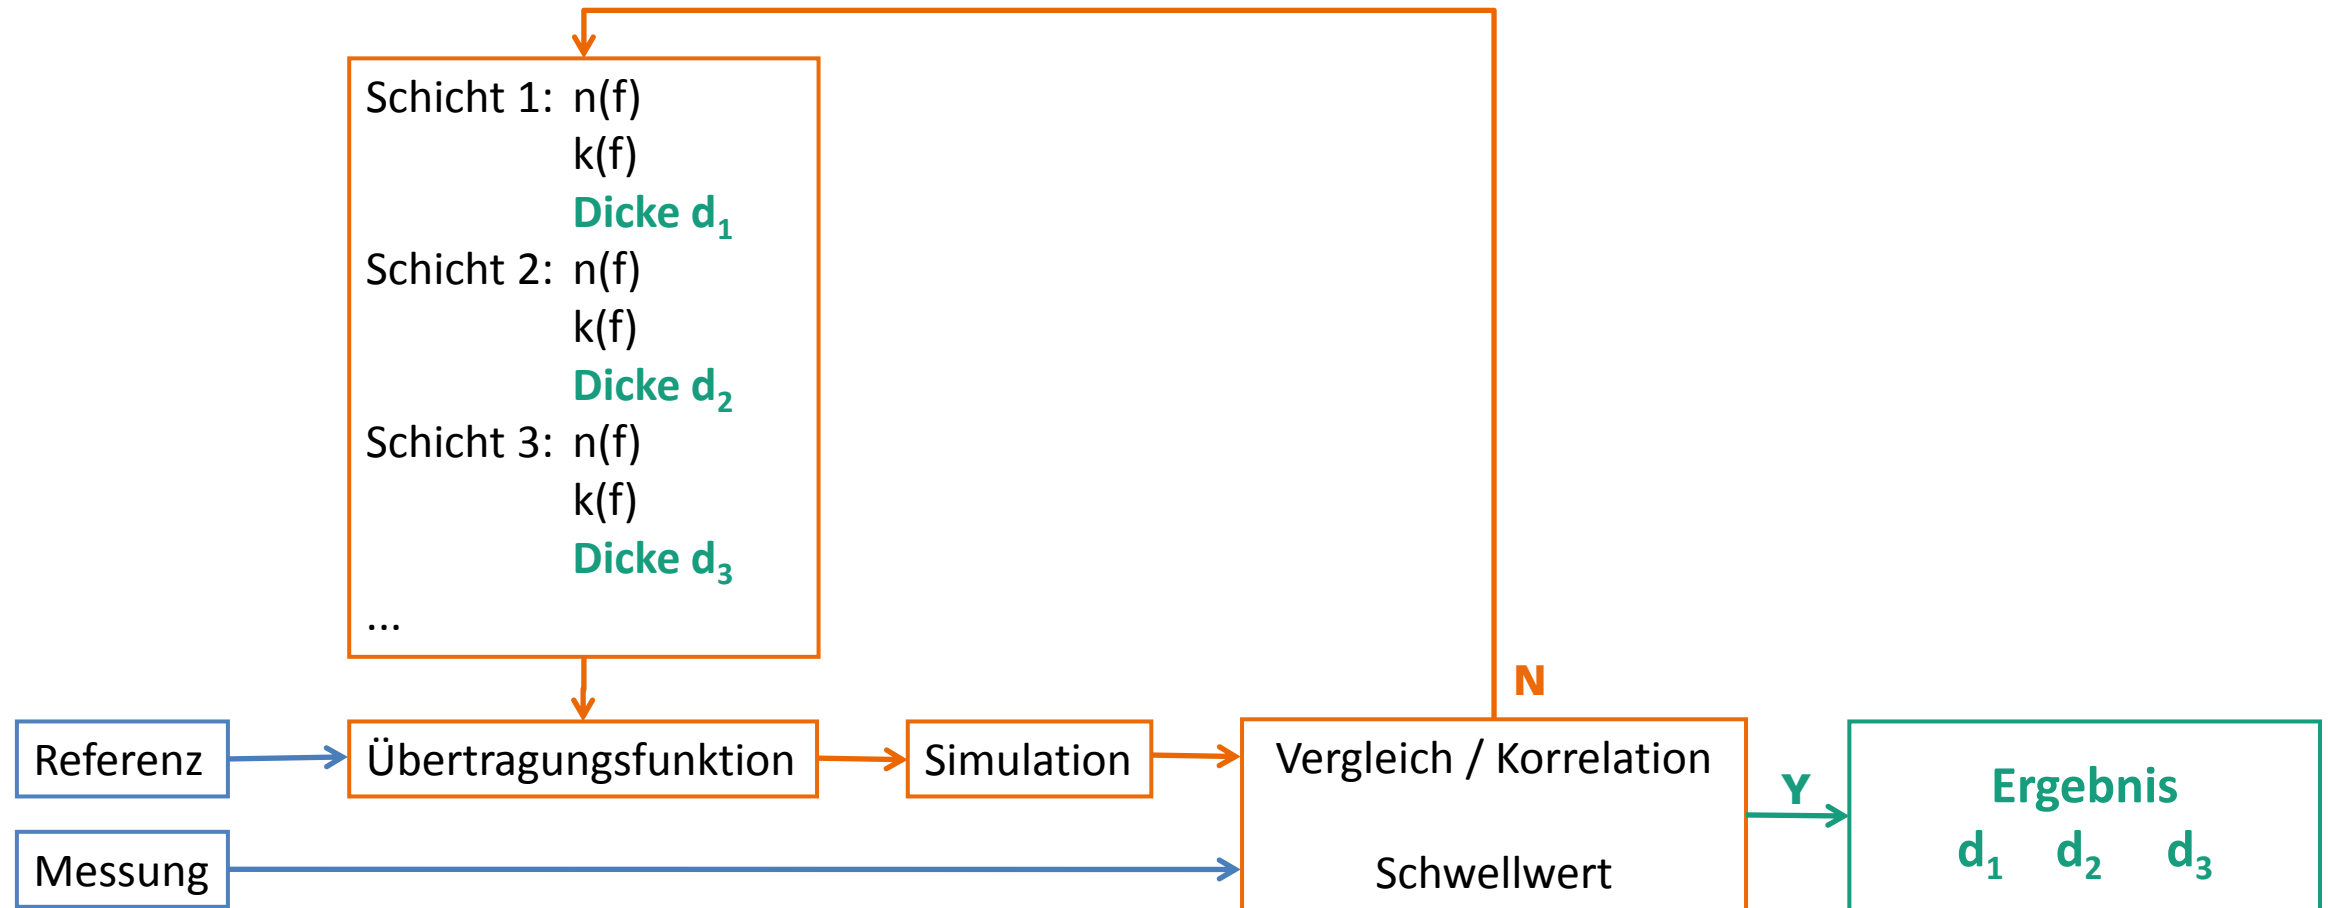 Schicht 1: n(f)
k(f)
Dicke d₁
Schicht 2: n(f)
k(f)
Dicke d₂
Schicht 3: n(f)
k(f)
Dicke d₃
...
N
Referenz
Übertragungsfunktion
Simulation
Vergleich / Korrelation
Schwellwert
Y
Ergebnis
d₁ d₂ d₃
Messung